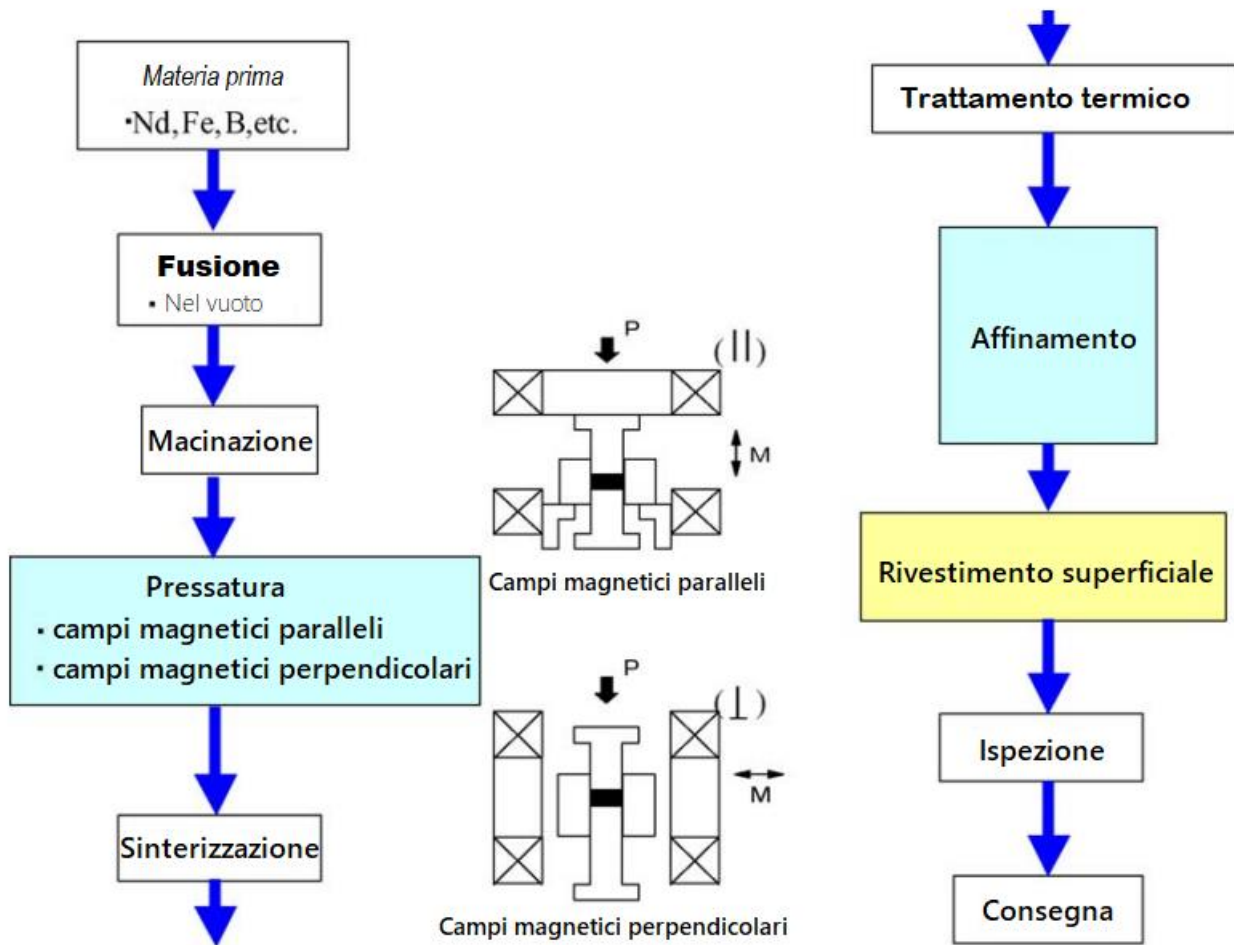 Materia prima
·Nd,Fe,B,etc.
Fusione
▪ Nel vuoto
Macinazione
Pressatura
▪ campi magnetici paralleli
▪ campi magnetici perpendicolari
Sinterizzazione
P
(||)
M
Campi magnetici paralleli
P
(⊥)
M
Campi magnetici perpendicolari
Trattamento termico
Affinamento
Rivestimento superficiale
Ispezione
Consegna